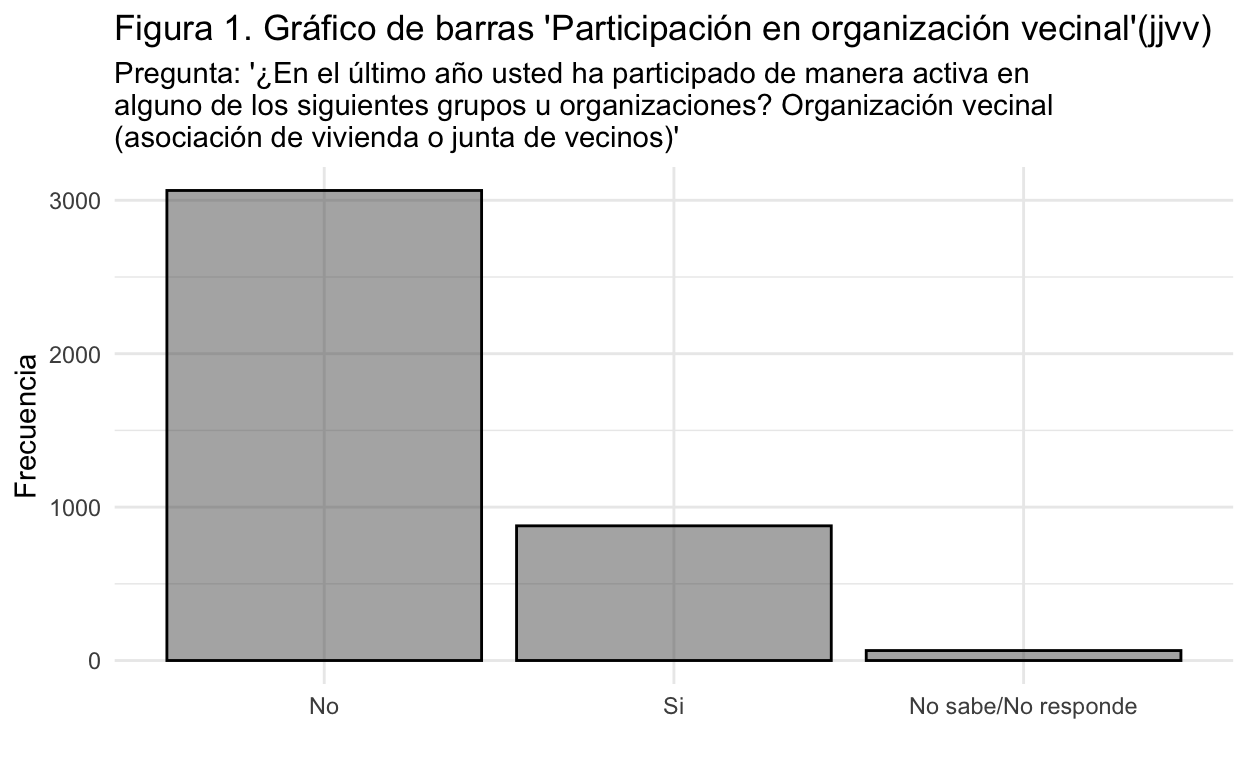 Figura 1. Gráfico de barras 'Participación en organización vecinal'(jjvv)
Pregunta: '¿En el último año usted ha participado de manera activa en
alguno de los siguientes grupos u organizaciones? Organización vecinal
(asociación de vivienda o junta de vecinos)'
3000
2000
1000
0
Frecuencia
No
Si
No sabe/No responde